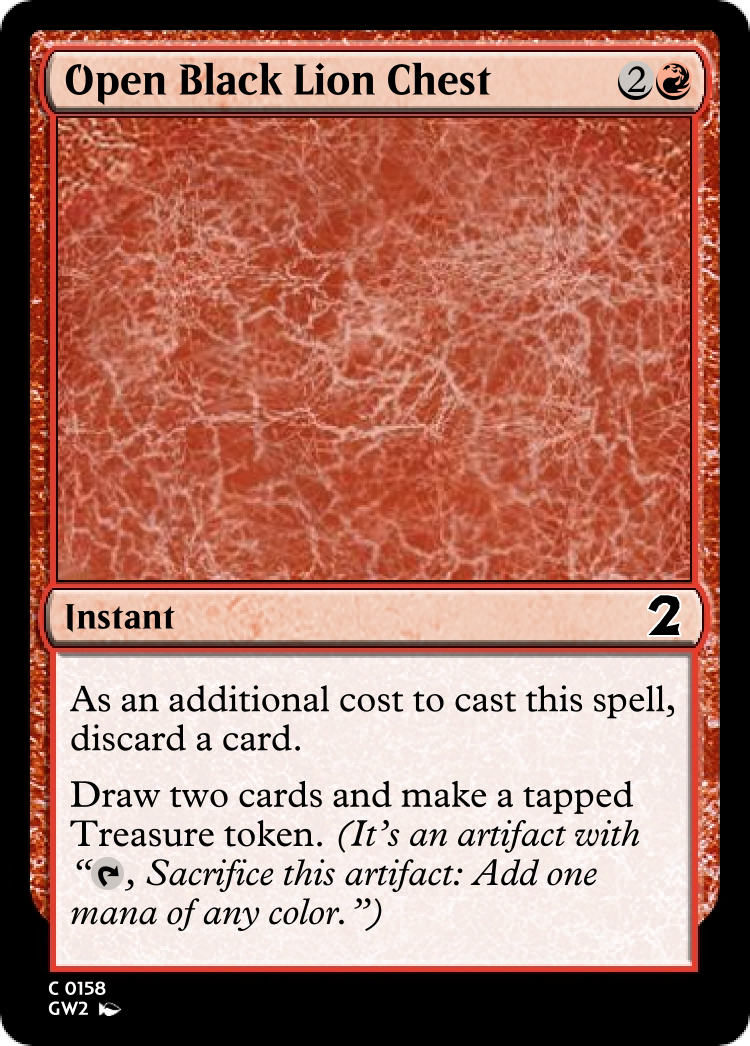 Open Black Lion Chest 2
Instant 2
As an additional cost to cast this spell,
discard a card.
Draw two cards and make a tapped
Treasure token. (It's an artifact with
“, Sacrifice this artifact: Add one
mana of any color.”)
C 0158
GW2